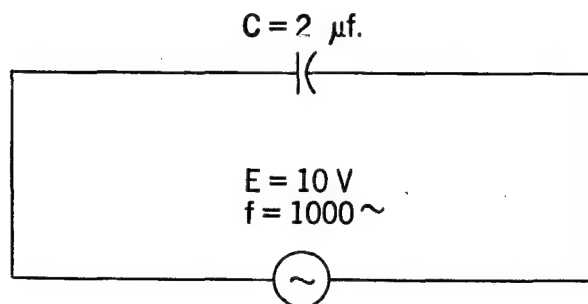 C = 2 μf.
E = 10 V
f = 1000 ~
~